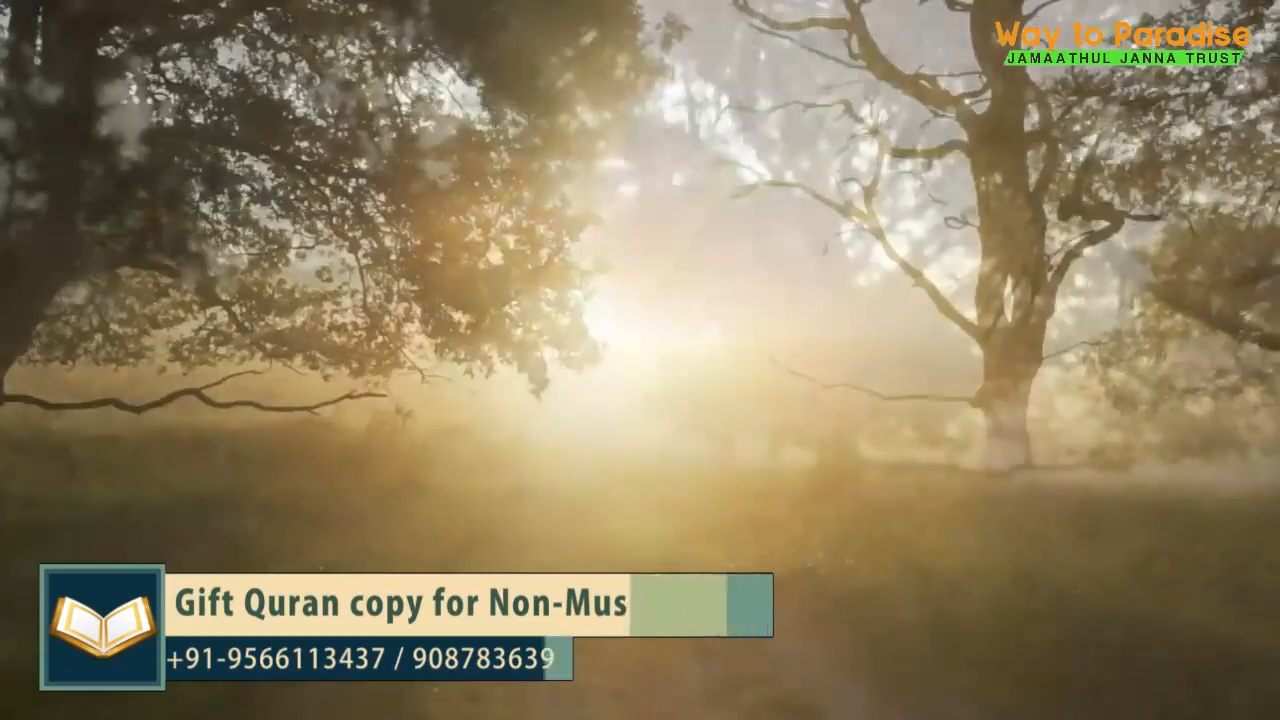 Way to Paradise
JAMAATHUL JANNA TRUST
Gift Quran copy for Non-Mus
+91-9566113437 / 908783639